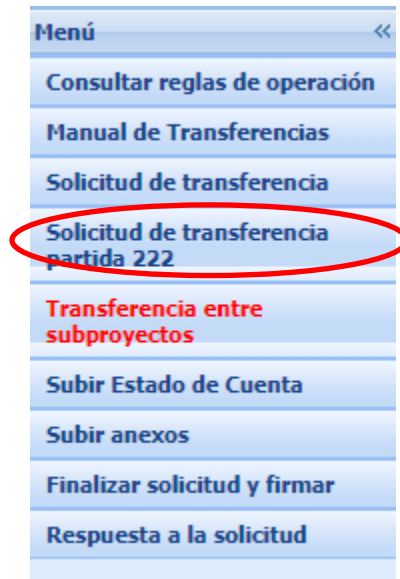 Menú «
Consultar reglas de operación
Manual de Transferencias
Solicitud de transferencia
Solicitud de transferencia
partida 222
Transferencia entre
subproyectos
Subir Estado de Cuenta
Subir anexos
Finalizar solicitud y firmar
Respuesta a la solicitud